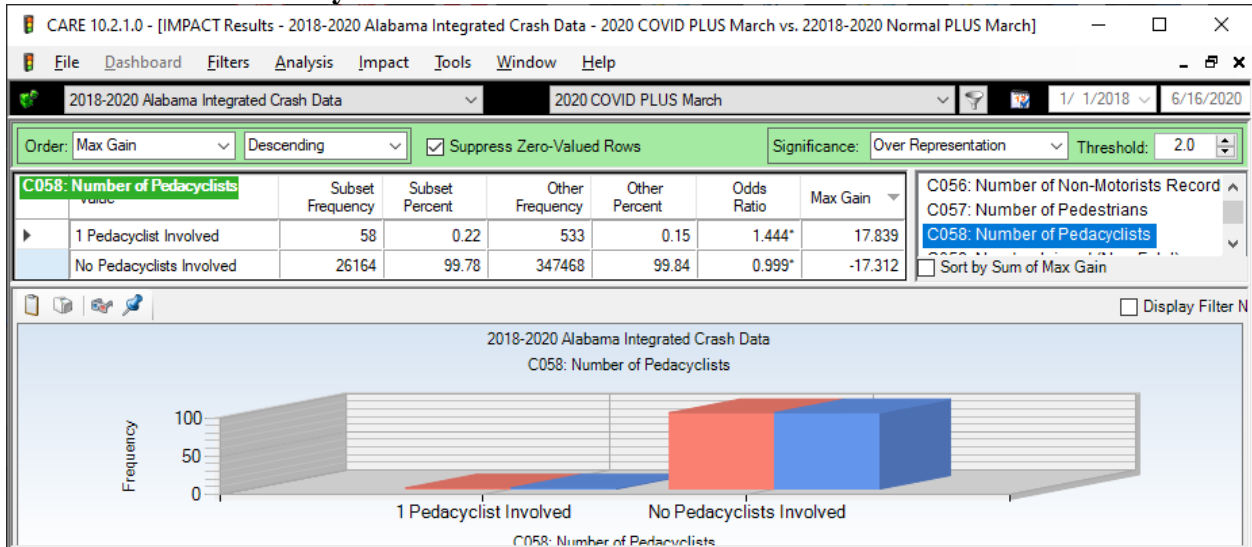 CARE 10.2.1.0 - [IMPACT Results - 2018-2020 Alabama Integrated Crash Data - 2020 COVID PLUS March vs. 22018-2020 Normal PLUS March]
File Dashboard Filters Analysis Impact Tools Window Help
2018-2020 Alabama Integrated Crash Data 2020 COVID PLUS March 1/ 1/2018 6/16/2020
Order: Max Gain Descending Suppress Zero-Valued Rows Significance: Over Representation Threshold: 2.0
C058: Number of Pedacyclists Subset Frequency Subset Percent Other Frequency Other Percent Odds Ratio Max Gain
1 Pedacyclist Involved 58 0.22 533 0.15 1.444* 17.839
No Pedacyclists Involved 26164 99.78 347468 99.84 0.999* -17.312
C056: Number of Non-Motorists Record
C057: Number of Pedestrians
C058: Number of Pedacyclists
Sort by Sum of Max Gain
Display Filter N
2018-2020 Alabama Integrated Crash Data
C058: Number of Pedacyclists
Frequency
100
50
0
1 Pedacyclist Involved No Pedacyclists Involved
C058: Number of Pedacyclists